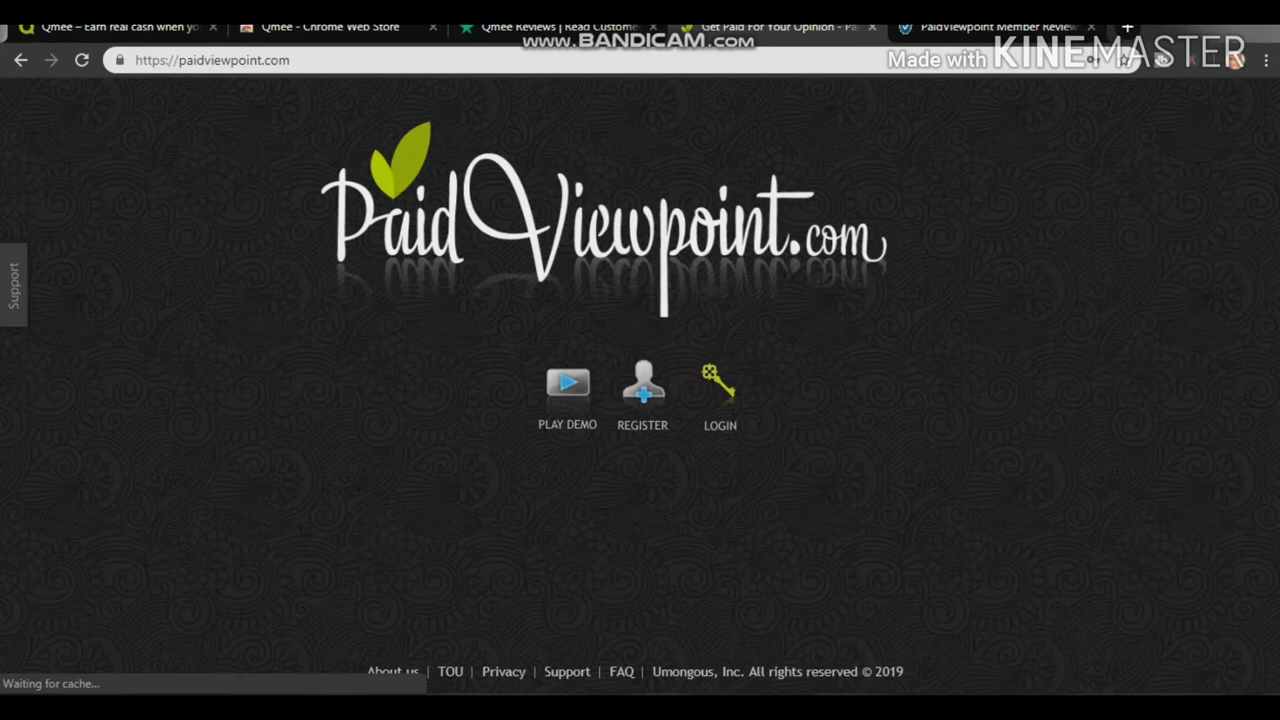 Qmee – Earn real cash when yo
Qmee - Chrome Web Store
Qmee Reviews | Read Custome
Get Paid For Your Opinion - Pa
PaidViewpoint Member Review
www.BANDICAM.com
https://paidviewpoint.com
Made with KINEMASTER
PaidViewpoint.com
Support
PLAY DEMO
REGISTER
LOGIN
About us | TOU | Privacy | Support | FAQ | Umongous, Inc. All rights reserved © 2019
Waiting for cache...